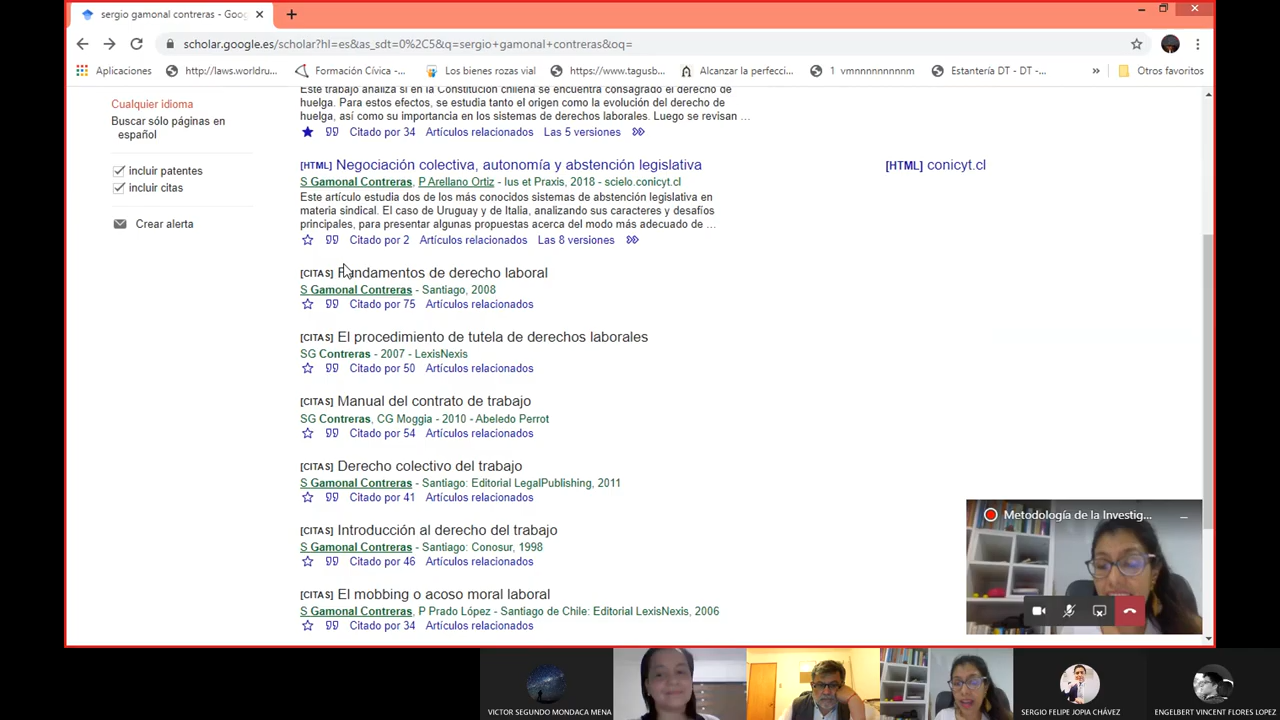 sergio gamonal contreras - Goo
scholar.google.es/scholar?hl=es&as_sdt=0%2C5&q=sergio+gamonal+contreras&oq=
Aplicaciones http://laws.worldru... Formación Cívica -... Los bienes rozas vial https://www.tagusb... Alcanzar la perfecci... 1 vmnnnnnnnnm Estantería DT - DT -... » Otros favoritos
Cualquier idioma
Buscar sólo páginas en
español
incluir patentes
incluir citas
Crear alerta
Este trabajo analiza si en la Constitución chilena se encuentra consagrado el derecho de
huelga. Para estos efectos, se estudia tanto el origen como la evolución del derecho de
huelga, así como su importancia en los sistemas de derechos laborales. Luego se revisan ...
Citado por 34 Artículos relacionados Las 5 versiones
[HTML] Negociación colectiva, autonomía y abstención legislativa
[HTML] conicyt.cl
S Gamonal Contreras, P Arellano Ortiz - Ius et Praxis, 2018 - scielo.conicyt.cl
Este artículo estudia dos de los más conocidos sistemas de abstención legislativa en
materia sindical. El caso de Uruguay y de Italia, analizando sus caracteres y desafíos
principales, para presentar algunas propuestas acerca del modo más adecuado de ...
Citado por 2 Artículos relacionados Las 8 versiones
[CITAS] Fundamentos de derecho laboral
S Gamonal Contreras - Santiago, 2008
Citado por 75 Artículos relacionados
[CITAS] El procedimiento de tutela de derechos laborales
SG Contreras - 2007 - LexisNexis
Citado por 50 Artículos relacionados
[CITAS] Manual del contrato de trabajo
SG Contreras, CG Moggia - 2010 - Abeledo Perrot
Citado por 54 Artículos relacionados
[CITAS] Derecho colectivo del trabajo
S Gamonal Contreras - Santiago: Editorial LegalPublishing, 2011
Citado por 41 Artículos relacionados
[CITAS] Introducción al derecho del trabajo
S Gamonal Contreras - Santiago: Conosur, 1998
Citado por 46 Artículos relacionados
[CITAS] El mobbing o acoso moral laboral
S Gamonal Contreras, P Prado López - Santiago de Chile: Editorial LexisNexis, 2006
Citado por 34 Artículos relacionados
Metodología de la Investig...
VICTOR SEGUNDO MONDACA MENA
SERGIO FELIPE JOPIA CHÁVEZ
ENGELBERT VINCENT FLORES LOPEZ